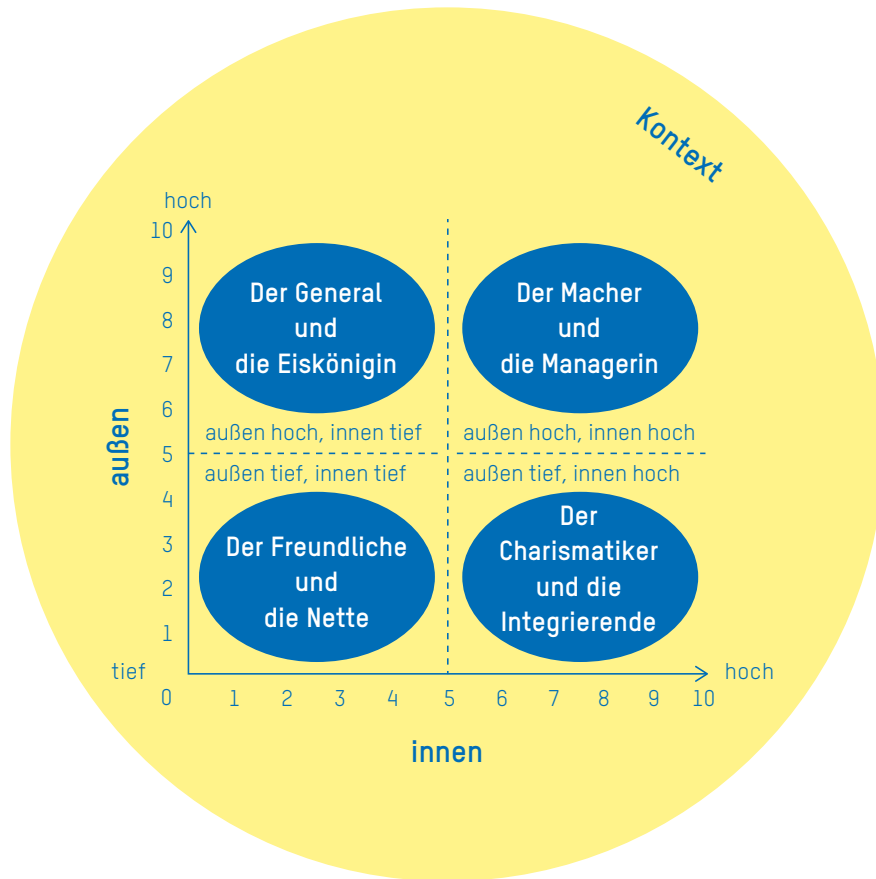 Kontext
hoch
10
9
8
7
6
5
4
3
2
1
außen
Der General
und
die Eiskönigin
Der Macher
und
die Managerin
außen hoch, innen tief
außen hoch, innen hoch
außen tief, innen tief
außen tief, innen hoch
Der Freundliche
und
die Nette
Der
Charismatiker
und die
Integrierende
tief
hoch
0 1 2 3 4 5 6 7 8 9 10
innen